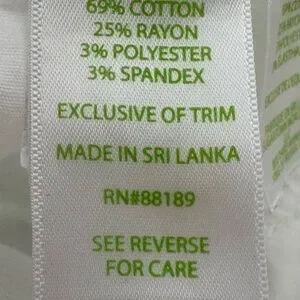 69% COTTON
25% RAYON
3% POLYESTER
3% SPANDEX
EXCLUSIVE OF TRIM
MADE IN SRI LANKA
RN#88189
SEE REVERSE
FOR CARE